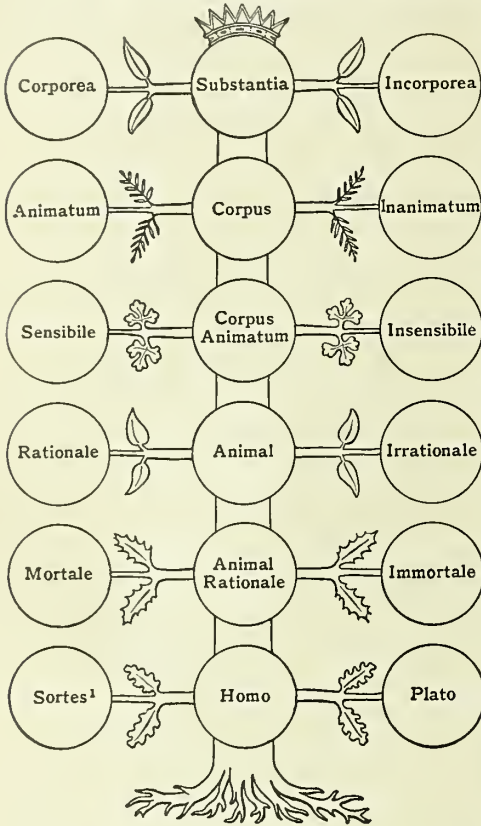 Corporea
Substantia
Incorporea
Animatum
Corpus
Inanimatum
Sensibile
Corpus
Animatum
Insensibile
Rationale
Animal
Irrationale
Mortale
Animal
Rationale
Immortale
Sortes¹
Homo
Plato